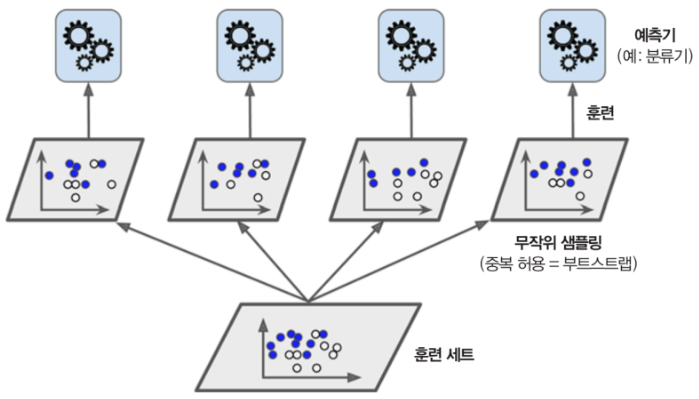 예측기
(예: 분류기)
훈련
무작위 샘플링
(중복 허용 = 부트스트랩)
훈련 세트